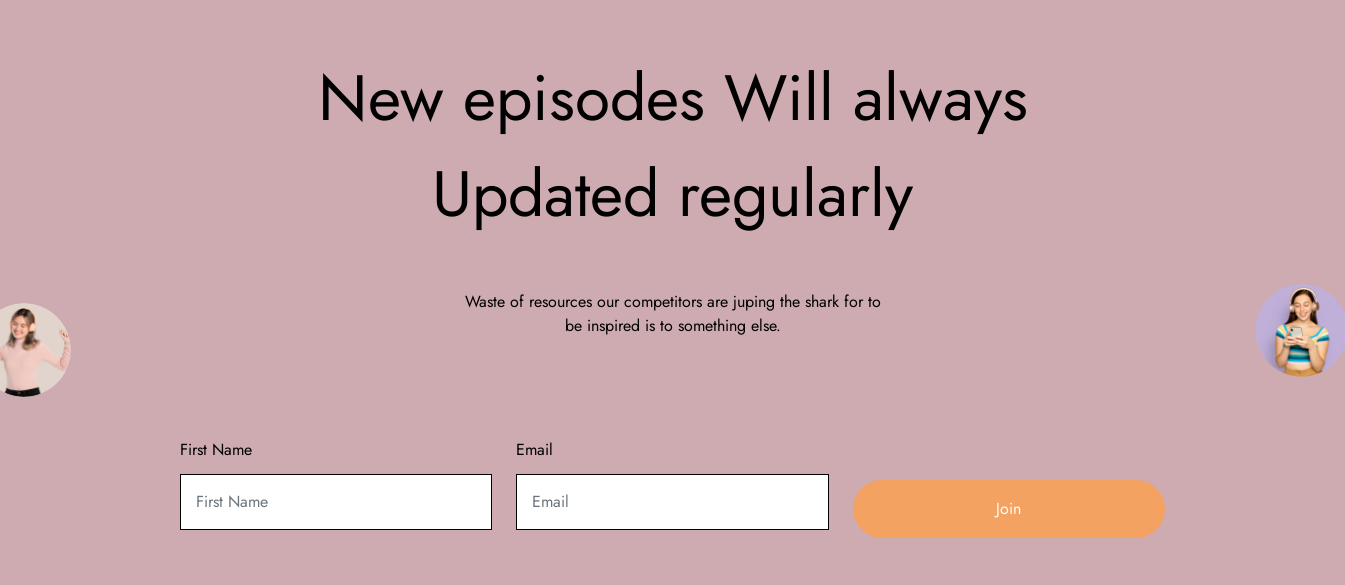 New episodes Will always
Updated regularly
Waste of resources our competitors are juping the shark for to
be inspired is to something else.
First Name
Email
First Name
Email
Join